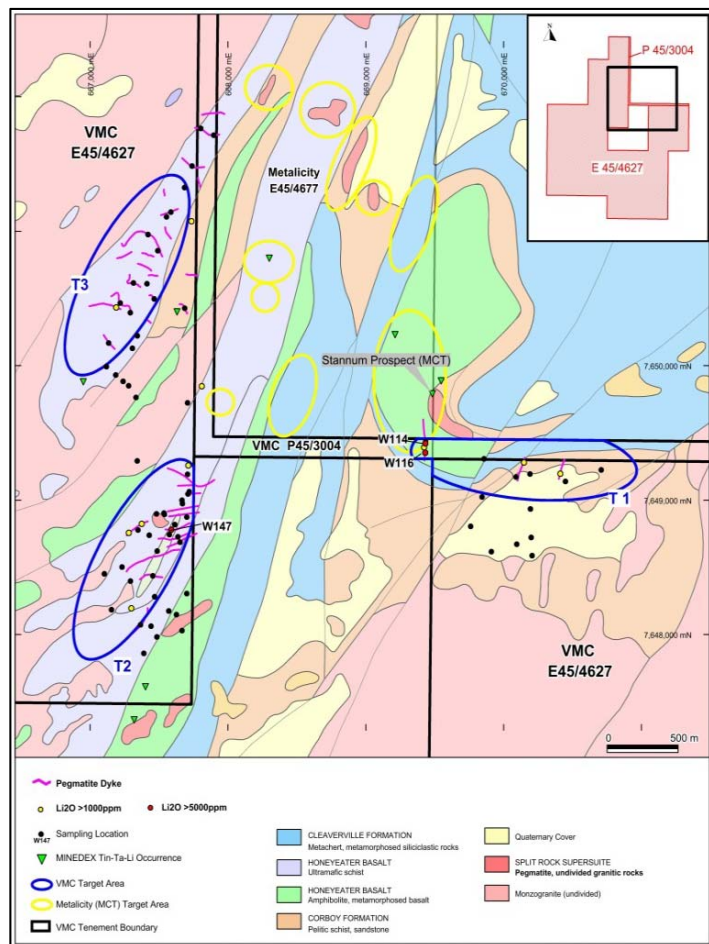 667,000 mE
668,000 mE
669,000 mE
670,000 mE
N
P 45/3004
E 45/4627
VMC
E45/4627
Metalicity
E45/4677
T3
Stannum Prospect (MCT)
7,650,000 mN
W114
VMC P45/3004
W116
T 1
7,649,000 mN
W147
T2
7,648,000 mN
VMC
E45/4627
0 500 m
Pegmatite Dyke
Li2O >1000ppm
Li2O >5000ppm
Sampling Location
W147
MINEDEX Tin-Ta-Li Occurrence
VMC Target Area
Metalicity (MCT) Target Area
VMC Tenement Boundary
CLEAVERVILLE FORMATION
Metachert, metamorphosed siliciclastic rocks
HONEYEATER BASALT
Ultramafic schist
HONEYEATER BASALT
Amphibolite, metamorphosed basalt
CORBOY FORMATION
Pelitic schist, sandstone
Quaternary Cover
SPLIT ROCK SUPERSUITE
Pegmatite, undivided granitic rocks
Monzogranite (undivided)